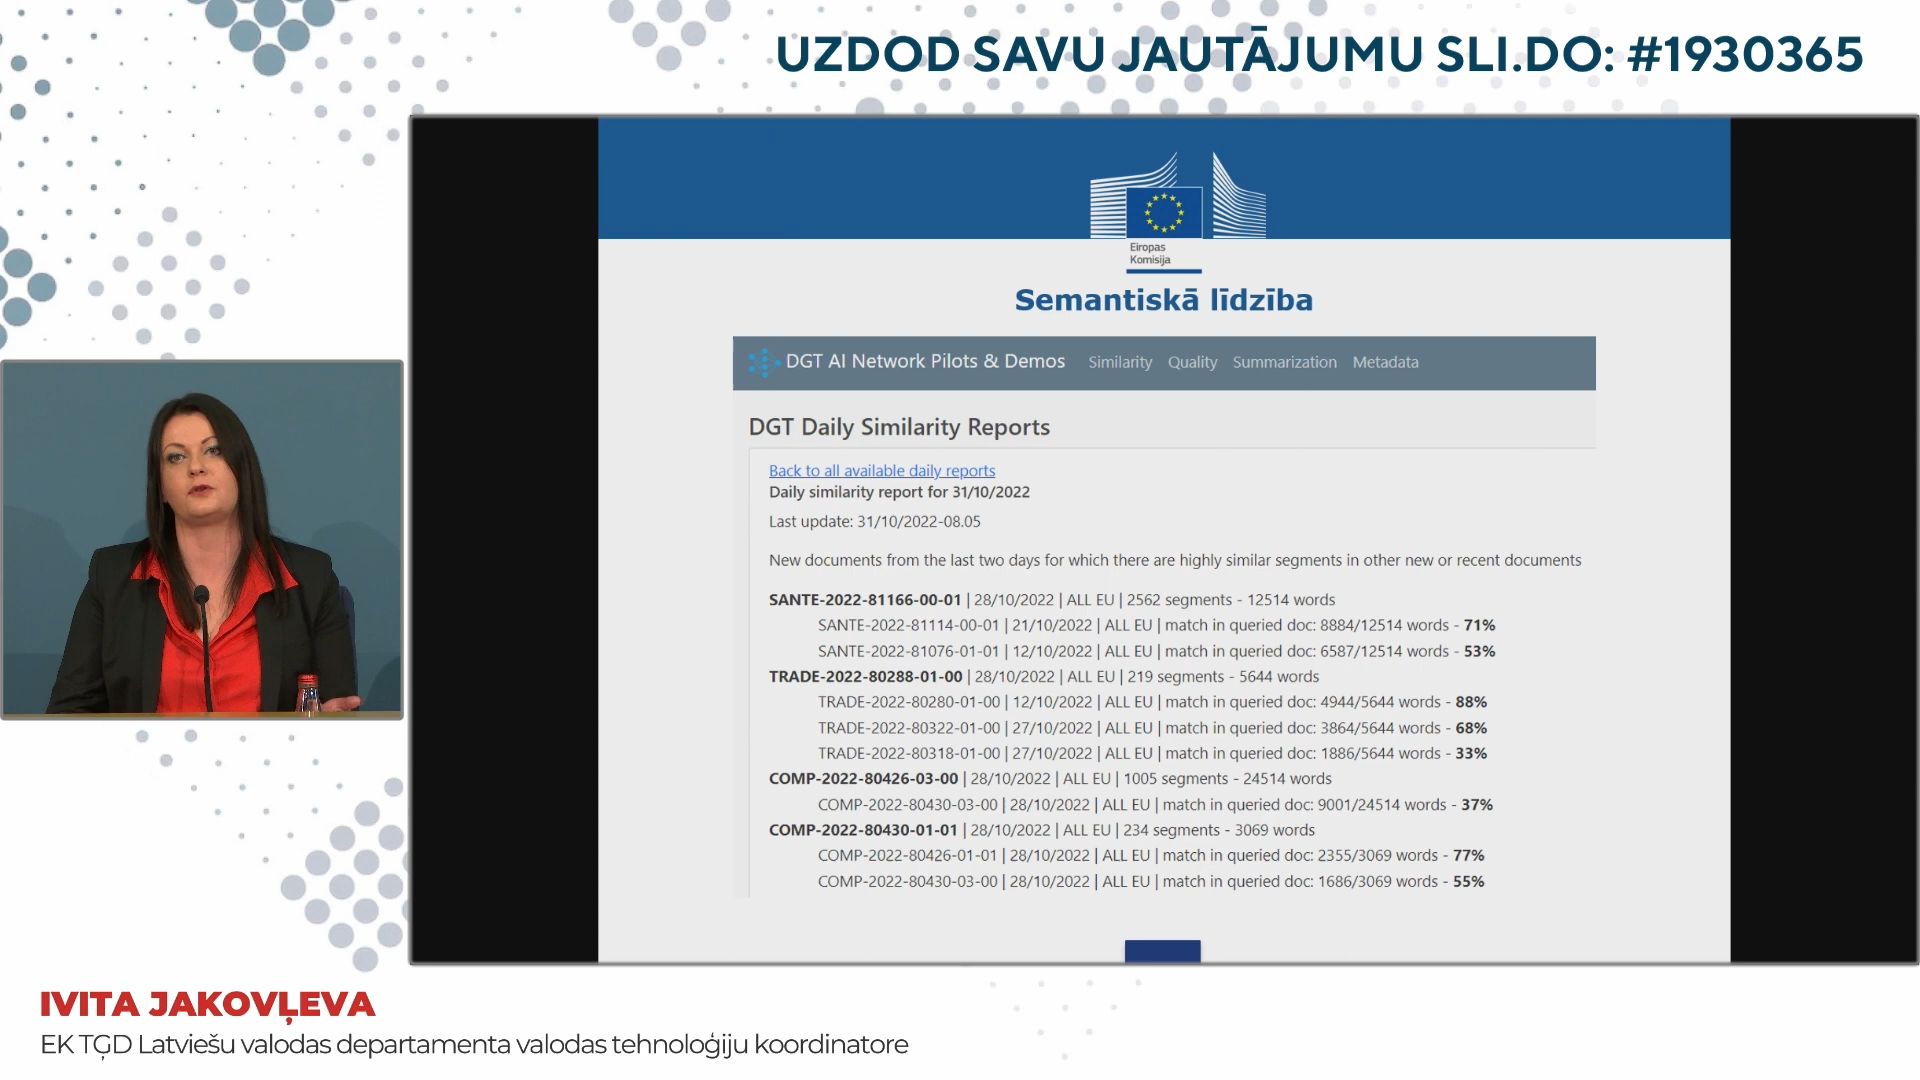 UZDOD SAVU JAUTĀJUMU SLI.DO: #1930365
Eiropas
Komisija
Semantiskā līdzība
DGT AI Network Pilots & Demos Similarity Quality Summarization Metadata
DGT Daily Similarity Reports
Back to all available daily reports
Daily similarity report for 31/10/2022
Last update: 31/10/2022-08.05
New documents from the last two days for which there are highly similar segments in other new or recent documents
SANTE-2022-81166-00-01 | 28/10/2022 | ALL EU | 2562 segments - 12514 words
SANTE-2022-81114-00-01 | 21/10/2022 | ALL EU | match in queried doc: 8884/12514 words - 71%
SANTE-2022-81076-01-01 | 12/10/2022 | ALL EU | match in queried doc: 6587/12514 words - 53%
TRADE-2022-80288-01-00 | 28/10/2022 | ALL EU | 219 segments - 5644 words
TRADE-2022-80280-01-00 | 12/10/2022 | ALL EU | match in queried doc: 4944/5644 words - 88%
TRADE-2022-80322-01-00 | 27/10/2022 | ALL EU | match in queried doc: 3864/5644 words - 68%
TRADE-2022-80318-01-00 | 27/10/2022 | ALL EU | match in queried doc: 1886/5644 words - 33%
COMP-2022-80426-03-00 | 28/10/2022 | ALL EU | 1005 segments - 24514 words
COMP-2022-80430-03-00 | 28/10/2022 | ALL EU | match in queried doc: 9001/24514 words - 37%
COMP-2022-80430-01-01 | 28/10/2022 | ALL EU | 234 segments - 3069 words
COMP-2022-80426-01-01 | 28/10/2022 | ALL EU | match in queried doc: 2355/3069 words - 77%
COMP-2022-80430-03-00 | 28/10/2022 | ALL EU | match in queried doc: 1686/3069 words - 55%
IVITA JAKOVĻEVA
EK TĢD Latviešu valodas departamenta valodas tehnoloģiju koordinatore